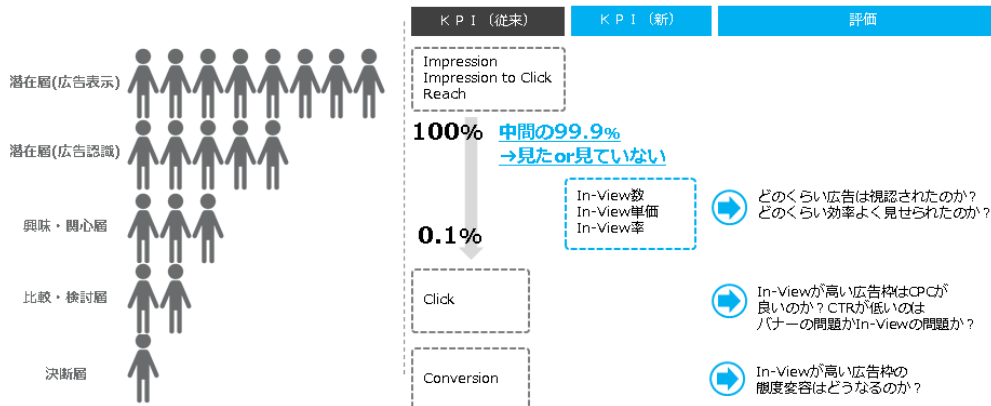 KPI（従来）
KPI（新）
評価
潜在層(広告表示)
Impression
Impression to Click
Reach
潜在層(広告認識)
100%
中間の99.9%
→見たor見ていない
興味・関心層
0.1%
In-View数
In-View単価
In-View率
どのくらい広告は視認されたのか？
どのくらい効率よく見せられたのか？
比較・検討層
Click
In-Viewが高い広告枠はCPCが
良いのか？CTRが低いのは
バナーの問題かIn-Viewの問題か？
決断層
Conversion
In-Viewが高い広告枠の
態度変容はどうなるのか？